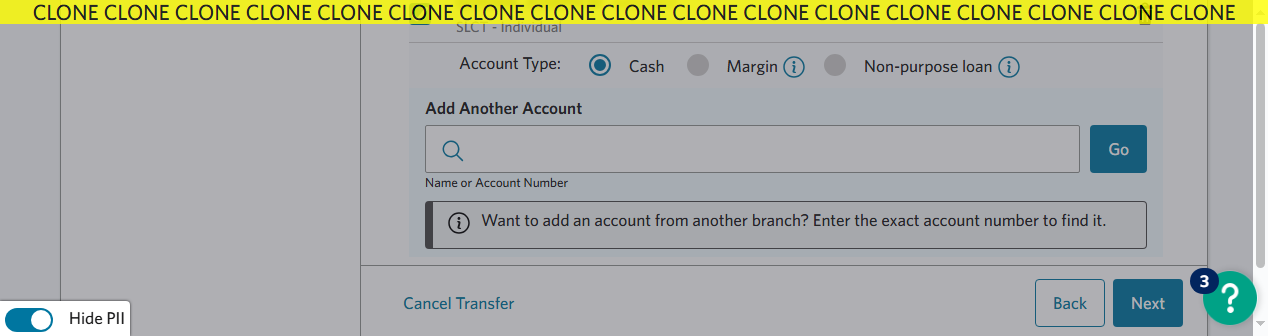 CLONE CLONE CLONE CLONE CLONE CLONE CLONE CLONE CLONE CLONE CLONE CLONE CLONE CLONE CLONE CLONE CLONE
SLCT - Individual
Account Type: Cash Margin Non-purpose loan
Add Another Account
Go
Name or Account Number
Want to add an account from another branch? Enter the exact account number to find it.
Cancel Transfer Back Next
3 ?
Hide PII